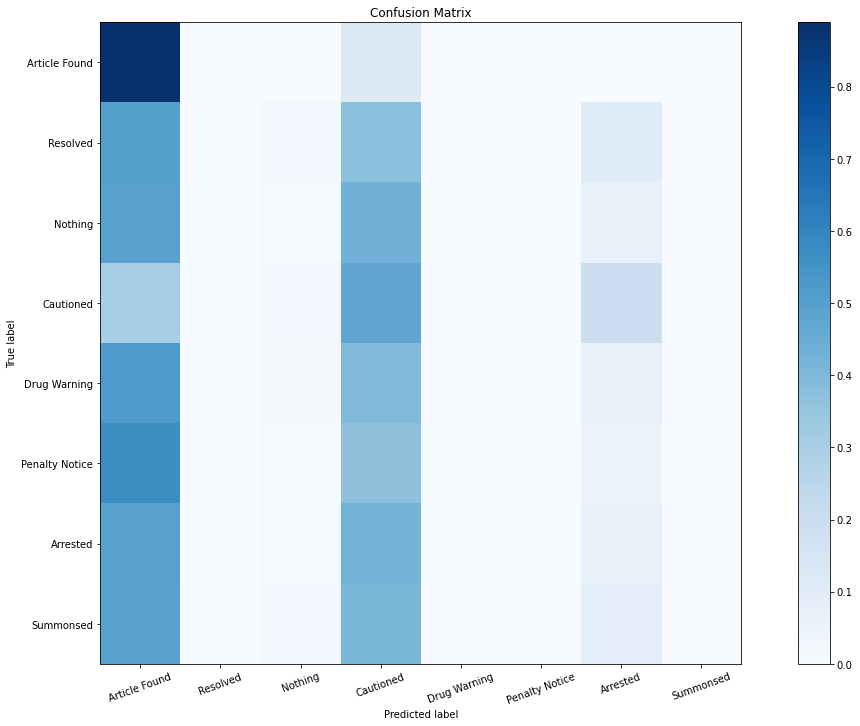 Confusion Matrix
Article Found
Resolved
Nothing
Cautioned
Drug Warning
Penalty Notice
Arrested
Summonsed
True label
Article Found
Resolved
Nothing
Cautioned
Drug Warning
Penalty Notice
Arrested
Summonsed
Predicted label
0.8
0.7
0.6
0.5
0.4
0.3
0.2
0.1
0.0